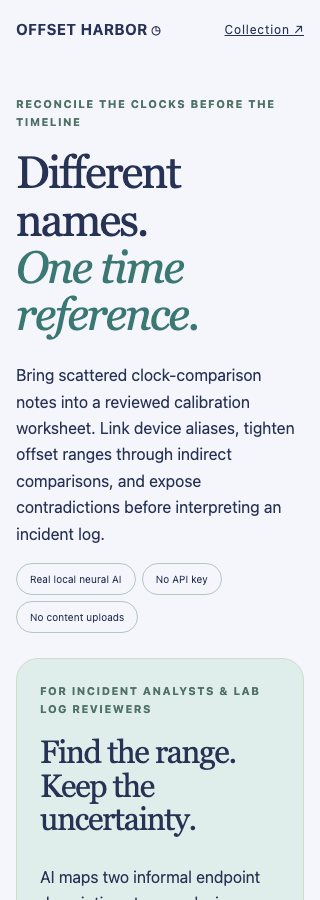 OFFSET HARBOR ◷
Collection ↗
RECONCILE THE CLOCKS BEFORE THE
TIMELINE
Different
names.
One time
reference.
Bring scattered clock-comparison
notes into a reviewed calibration
worksheet. Link device aliases, tighten
offset ranges through indirect
comparisons, and expose
contradictions before interpreting an
incident log.
Real local neural AI
No API key
No content uploads
FOR INCIDENT ANALYSTS & LAB
LOG REVIEWERS
Find the range.
Keep the
uncertainty.
AI maps two informal endpoint